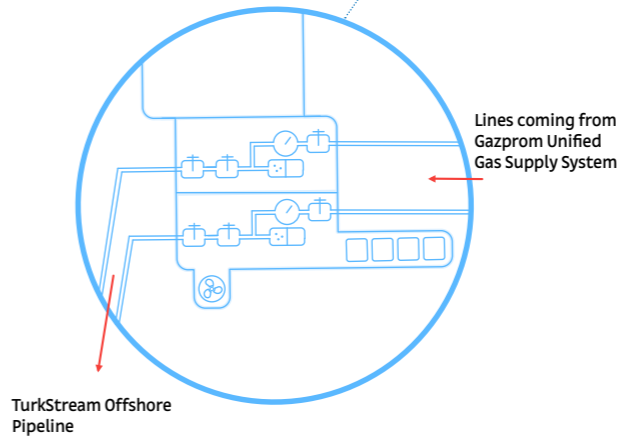 Lines coming from
Gazprom Unified
Gas Supply System
TurkStream Offshore
Pipeline